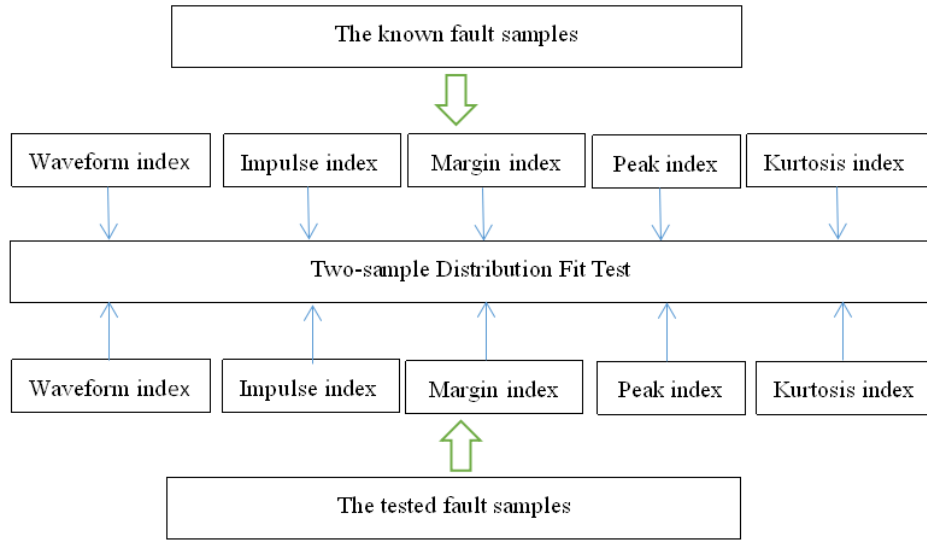 The known fault samples
Waveform index Impulse index Margin index Peak index Kurtosis index
Two-sample Distribution Fit Test
Waveform index Impulse index Margin index Peak index Kurtosis index
The tested fault samples